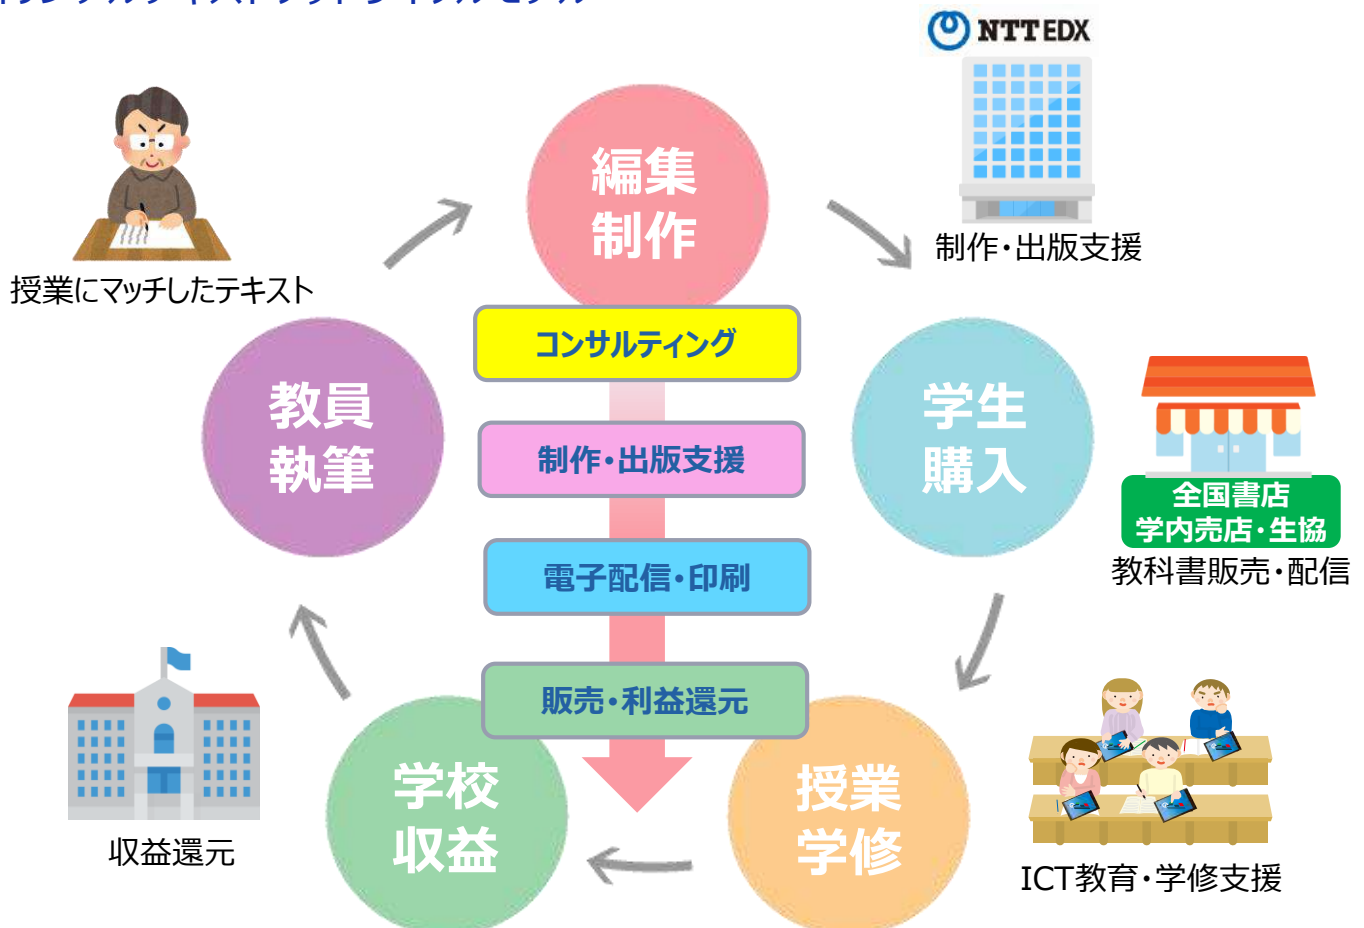 NTT EDX
編集
制作
制作・出版支援
授業にマッチしたテキスト
コンサルティング
教員
執筆
学生
購入
制作・出版支援
全国書店
学内売店・生協
教科書販売・配信
電子配信・印刷
販売・利益還元
学校
収益
授業
学修
収益還元
ICT教育・学修支援